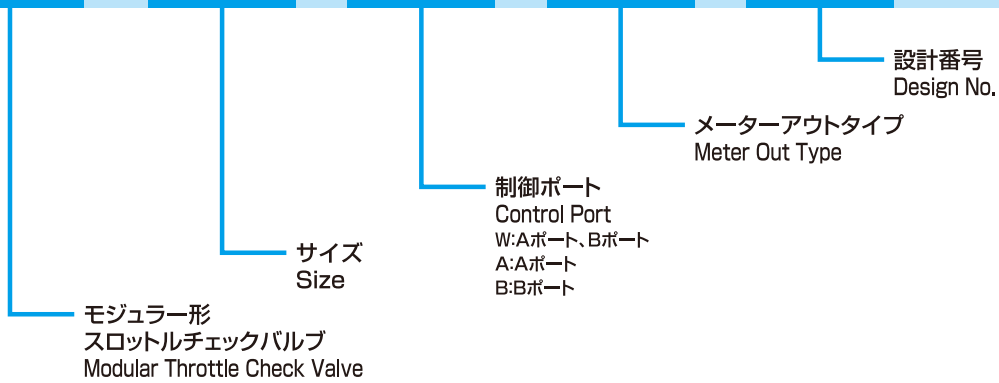 設計番号
Design No.
メーターアウトタイプ
Meter Out Type
制御ポート
Control Port
W:Aポート、Bポート
A:Aポート
B:Bポート
サイズ
Size
モジュラー形
スロットルチェックバルブ
Modular Throttle Check Valve